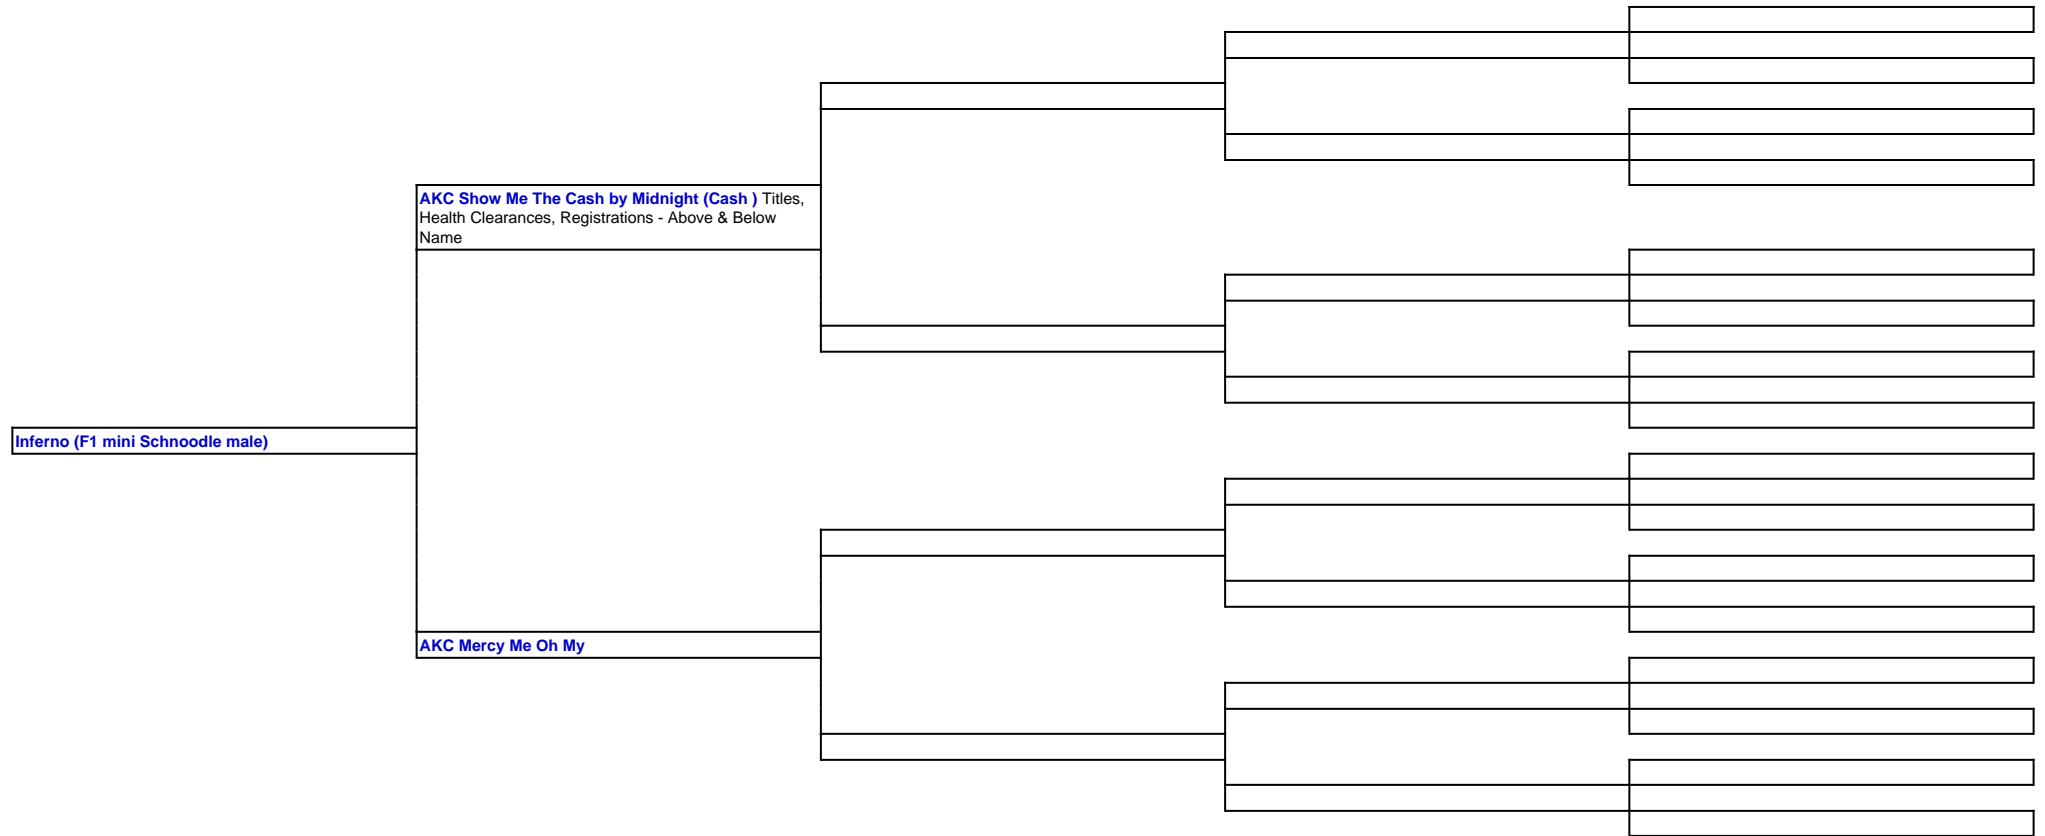 AKC Show Me The Cash by Midnight (Cash ) Titles,
Health Clearances, Registrations - Above & Below
Name
Inferno (F1 mini Schnoodle male)
AKC Mercy Me Oh My